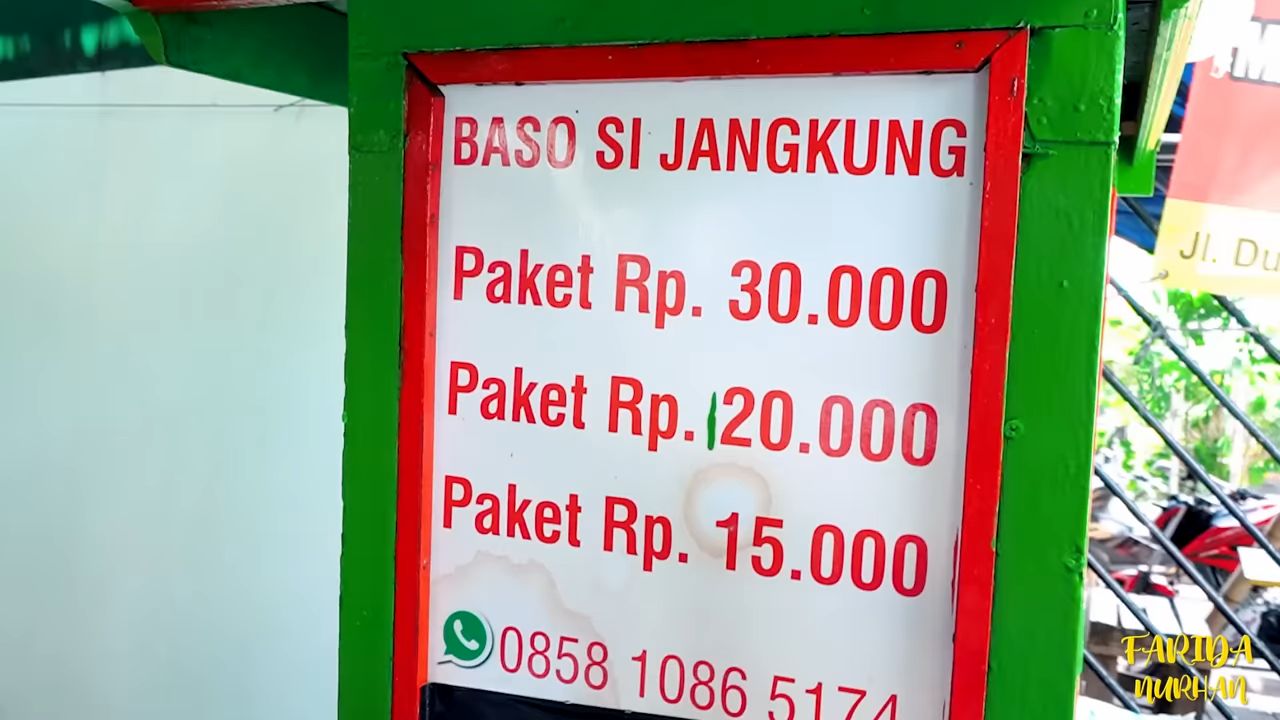 BASO SI JANGKUNG
Paket Rp. 30.000
Paket Rp. 20.000
Paket Rp. 15.000
0858 1086 5174
Jl. Du
FARIDA
NURHAN